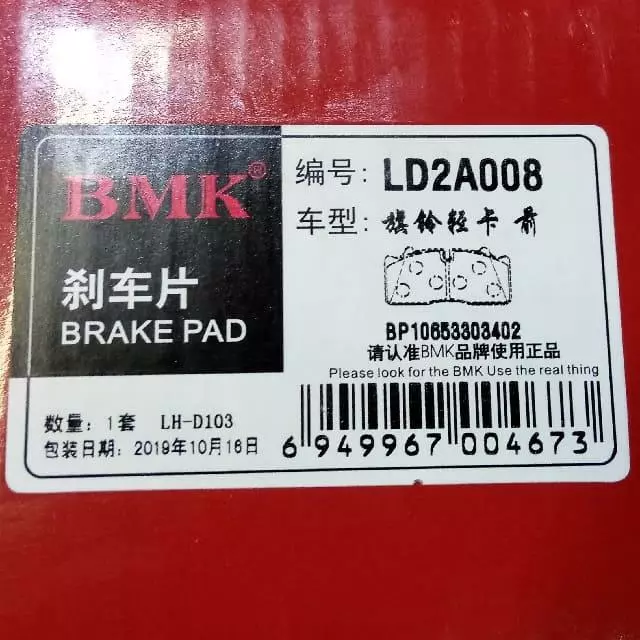 BMK®
刹车片
BRAKE PAD
编号: LD2A008
车型: 旗铃轻卡 前
BP10653303402
请认准BMK品牌使用正品
Please look for the BMK Use the real thing
数量: 1套 LH-D103
包装日期: 2019年10月16日
6 949967 004673